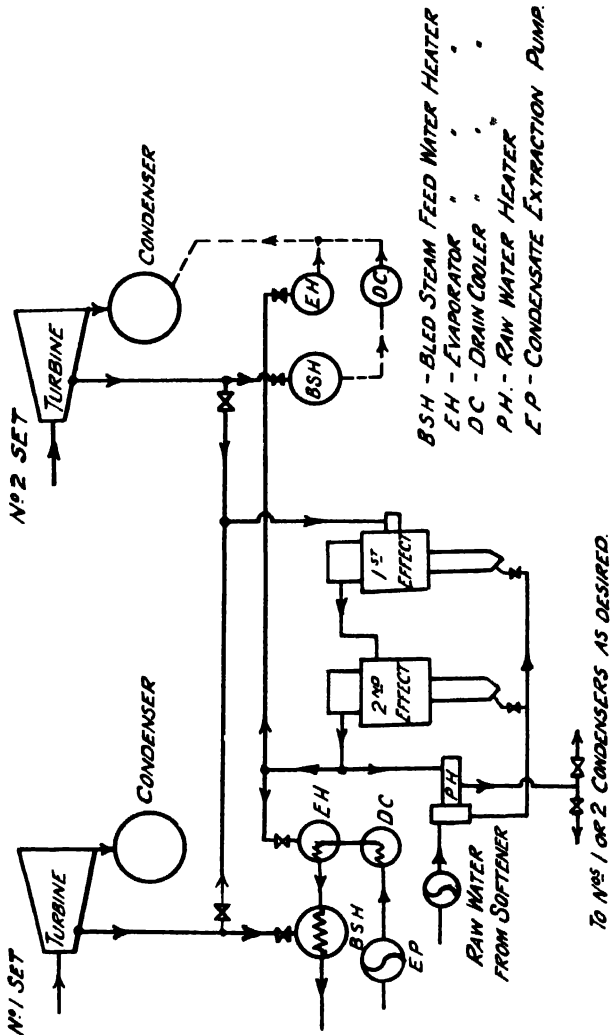 Nº 1 SET
TURBINE
CONDENSER
Nº 2 SET
TURBINE
CONDENSER
EH
BSH
DC
EP
EH
BSH
DC
2ND
EFFECT
1ST
EFFECT
PH
RAW WATER
FROM SOFTENER
TO Nºs 1 OR 2 CONDENSERS AS DESIRED.
BSH - BLED STEAM FEED WATER HEATER
EH - EVAPORATOR " " "
DC - DRAIN COOLER " " "
PH. - RAW WATER HEATER "
EP - CONDENSATE EXTRACTION PUMP.